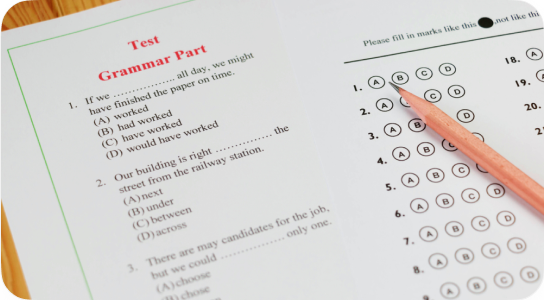 Test
Grammar Part
1. If we .................. all day, we might
have finished the paper on time.
(A) worked
(B) had worked
(C) have worked
(D) would have worked
2. Our building is right .................. the
street from the railway station.
(A)next
(B)under
(C)between
(D)across
3. There are may candidates for the job,
but we could .................. only one.
(A)choose
(B)chose
Please fill in marks like this ,not like thi
1. A B C D
2. A C D
3. A B
4. A B C
5. A B C D
6. A B C D
7. A B C D
8. A B C D
A B C D
18. A
19.
20.